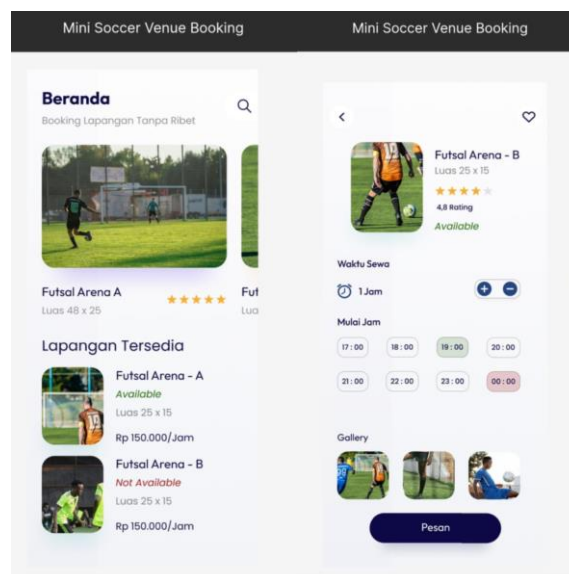 Mini Soccer Venue Booking
Beranda
Booking Lapangan Tanpa Ribet
Futsal Arena A
Luas 48 x 25
Fut
Lua
Lapangan Tersedia
Futsal Arena - A
Available
Luas 25 x 15
Rp 150.000/Jam
Futsal Arena - B
Not Available
Luas 25 x 15
Rp 150.000/Jam
Mini Soccer Venue Booking
Futsal Arena - B
Luas 25 x 15
4,8 Rating
Available
Waktu Sewa
1 Jam
Mulai Jam
17 : 00 18 : 00 19 : 00 20 : 00
21 : 00 22 : 00 23 : 00 00 : 00
Gallery
Pesan